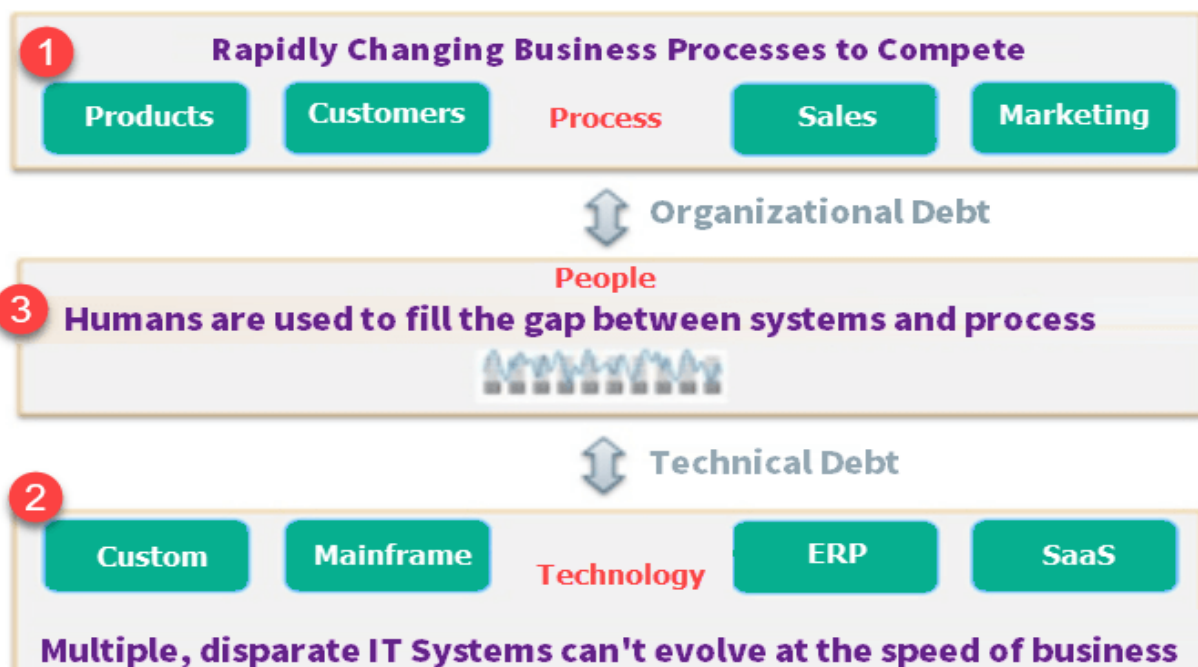 1
Rapidly Changing Business Processes to Compete
Products Customers Process Sales Marketing
Organizational Debt
People
3
Humans are used to fill the gap between systems and process
Technical Debt
2
Custom Mainframe Technology ERP SaaS
Multiple, disparate IT Systems can't evolve at the speed of business